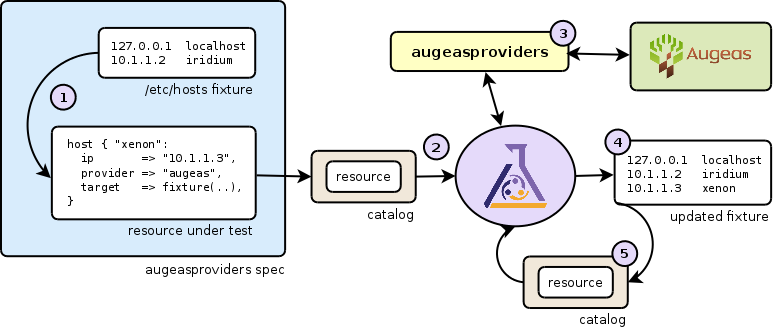 127.0.0.1 localhost
10.1.1.2 iridium
/etc/hosts fixture
1
host { "xenon":
ip => "10.1.1.3",
provider => "augeas",
target => fixture(..),
}
resource under test
augeasproviders spec
resource
catalog
2
augeasproviders
3
Augeas
4
127.0.0.1 localhost
10.1.1.2 iridium
10.1.1.3 xenon
updated fixture
5
resource
catalog